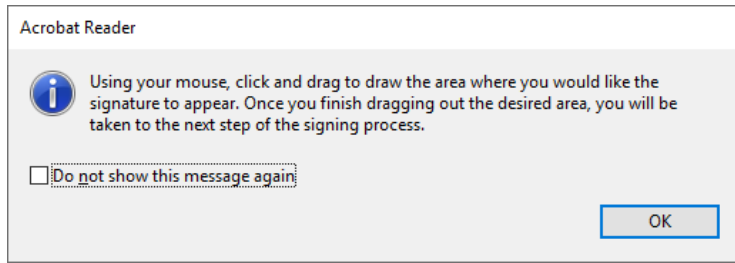 Acrobat Reader
Using your mouse, click and drag to draw the area where you would like the
signature to appear. Once you finish dragging out the desired area, you will be
taken to the next step of the signing process.
Do not show this message again
OK